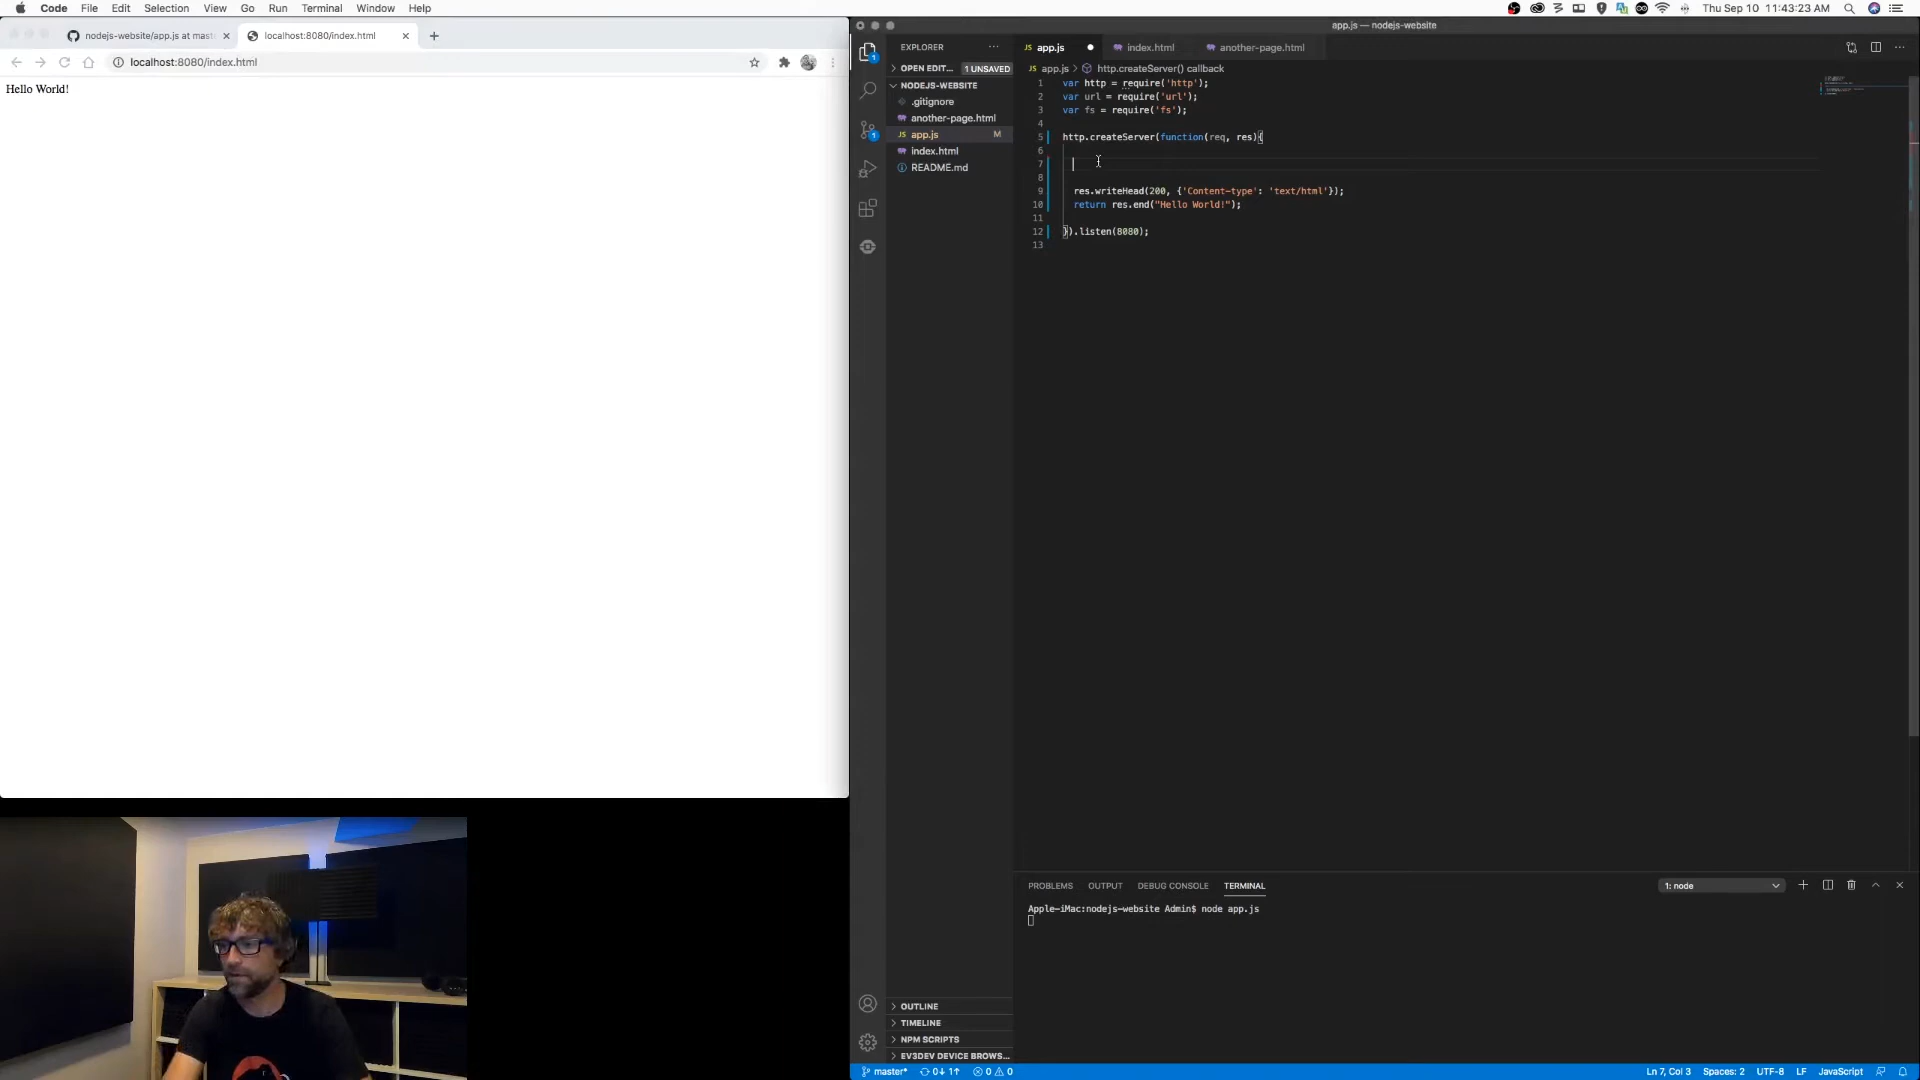 Code File Edit Selection View Go Run Terminal Window Help
Thu Sep 10 11:43:23 AM
nodejs-website/app.js at mast
localhost:8080/index.html
localhost:8080/index.html
Hello World!
app.js — nodejs-website
EXPLORER
OPEN EDIT... 1 UNSAVED
NODEJS-WEBSITE
.gitignore
another-page.html
JS app.js M
index.html
README.md
OUTLINE
TIMELINE
NPM SCRIPTS
EV3DEV DEVICE BROWS...
JS app.js
index.html
another-page.html
JS app.js > http.createServer() callback
1 var http = require('http');
2 var url = require('url');
3 var fs = require('fs');
4
5 http.createServer(function(req, res){
6
7
8
9 res.writeHead(200, {'Content-type': 'text/html'});
10 return res.end("Hello World!");
11
12 }).listen(8080);
13
PROBLEMS OUTPUT DEBUG CONSOLE TERMINAL
1: node
Apple-iMac:nodejs-website Admin$ node app.js
master* 0↓ 1↑ 0 0
Ln 7, Col 3 Spaces: 2 UTF-8 LF JavaScript